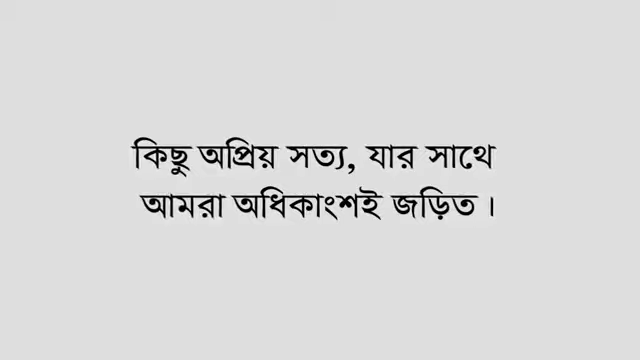 কিছু অপ্রিয় সত্য, যার সাথে
আমরা অধিকাংশই জড়িত।